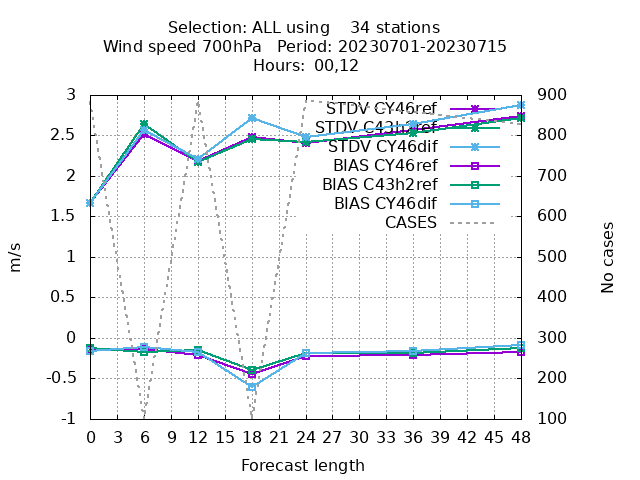 Selection: ALL using    34 stations
Wind speed 700hPa   Period: 20230701-20230715
Hours:  00,12
3
2.5
2
1.5
1
0.5
0
-0.5
-1
m/s
900
800
700
600
500
400
300
200
100
No cases
STDV CY46ref
STDV C43h2ref
STDV CY46dif
BIAS CY46ref
BIAS C43h2ref
BIAS CY46dif
CASES
0 3 6 9 12 15 18 21 24 27 30 33 36 39 42 45 48
Forecast length